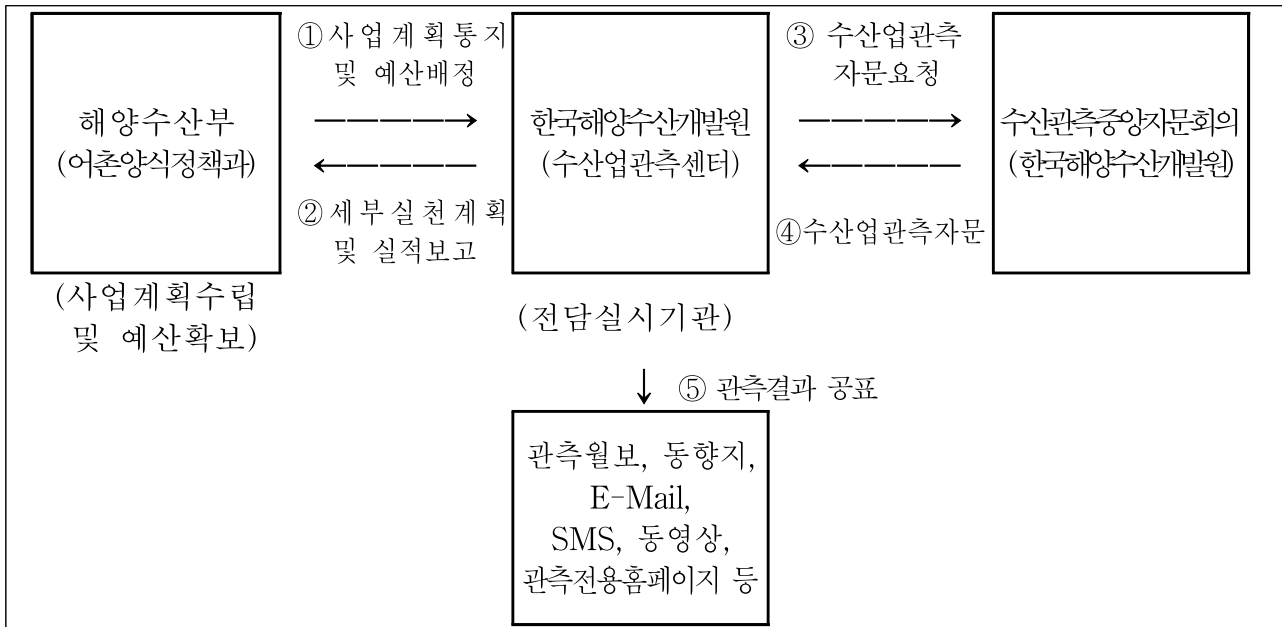 해양수산부
(어촌양식정책과)
(사업계획수립
및 예산확보)
①사업계획통지
및 예산배정
②세부실천계획
및 실적보고
한국해양수산개발원
(수산업관측센터)
(전담실시기관)
③ 수산업관측
자문요청
④수산업관측자문
수산관측중앙자문회의
(한국해양수산개발원)
⑤ 관측결과 공표
관측월보, 동향지,
E-Mail,
SMS, 동영상,
관측전용홈페이지 등